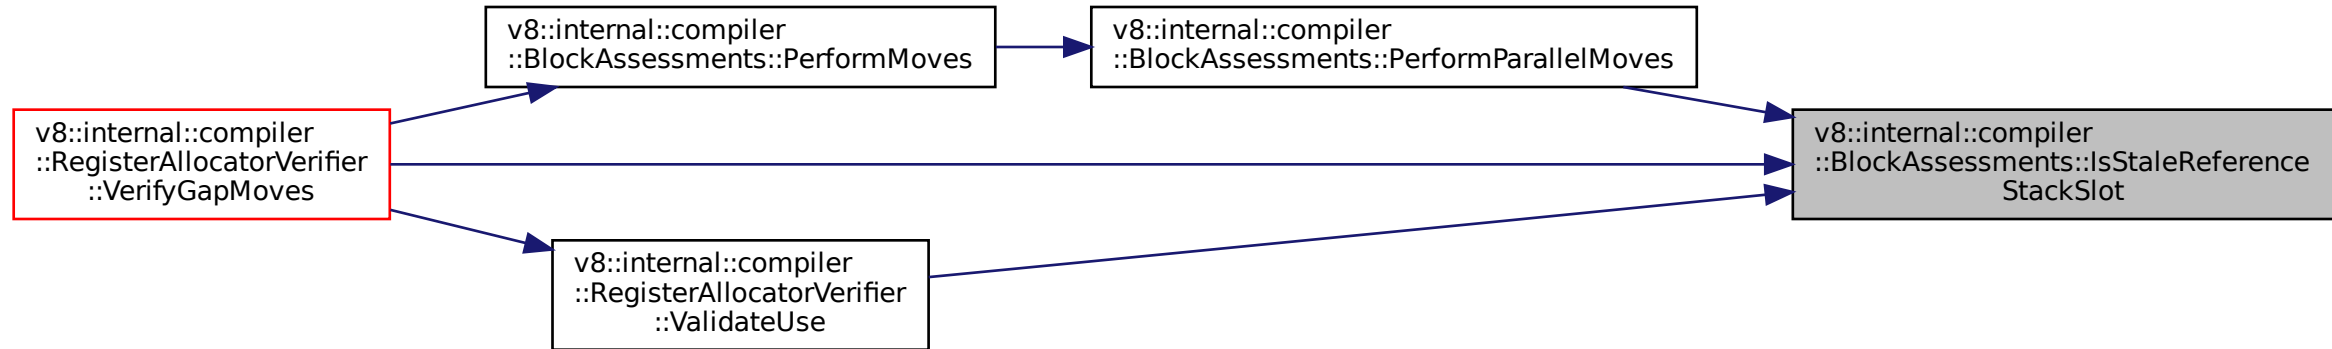 v8::internal::compiler
::BlockAssessments::PerformMoves
v8::internal::compiler
::BlockAssessments::PerformParallelMoves
v8::internal::compiler
::RegisterAllocatorVerifier
::VerifyGapMoves
v8::internal::compiler
::BlockAssessments::IsStaleReference
StackSlot
v8::internal::compiler
::RegisterAllocatorVerifier
::ValidateUse